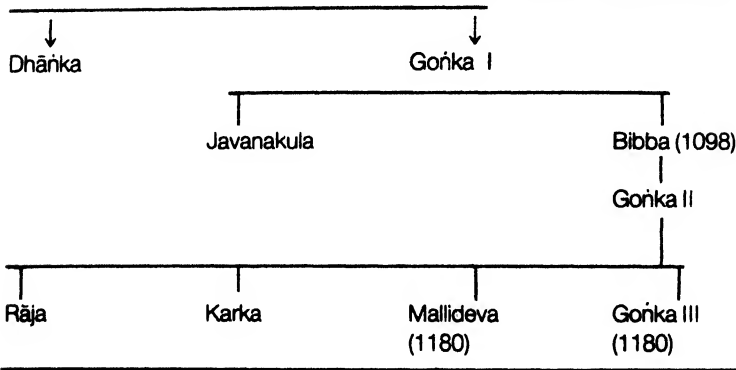 Dhāṅka Goṅka I
Javanakula Bibba (1098)
Goṅka II
Rāja Karka Mallideva Goṅka III
(1180) (1180)